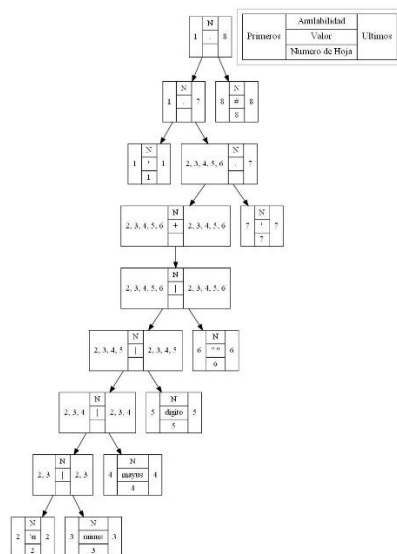 N
1 . 8
Anulabilidad
Primeros Valor Ultimos
Numero de Hoja
N
1 . 7
N
8 # 8
8
N
1 ' 1
1
N
2, 3, 4, 5, 6 . 7
N
2, 3, 4, 5, 6 + 2, 3, 4, 5, 6
N
7 ' 7
7
N
2, 3, 4, 5, 6 | 2, 3, 4, 5, 6
N
2, 3, 4, 5 | 2, 3, 4, 5
N
6 " " 6
6
N
2, 3, 4 | 2, 3, 4
N
5 digito 5
5
N
2, 3 | 2, 3
N
4 mayus 4
4
N
2 2
2
N
3 minus 3
3